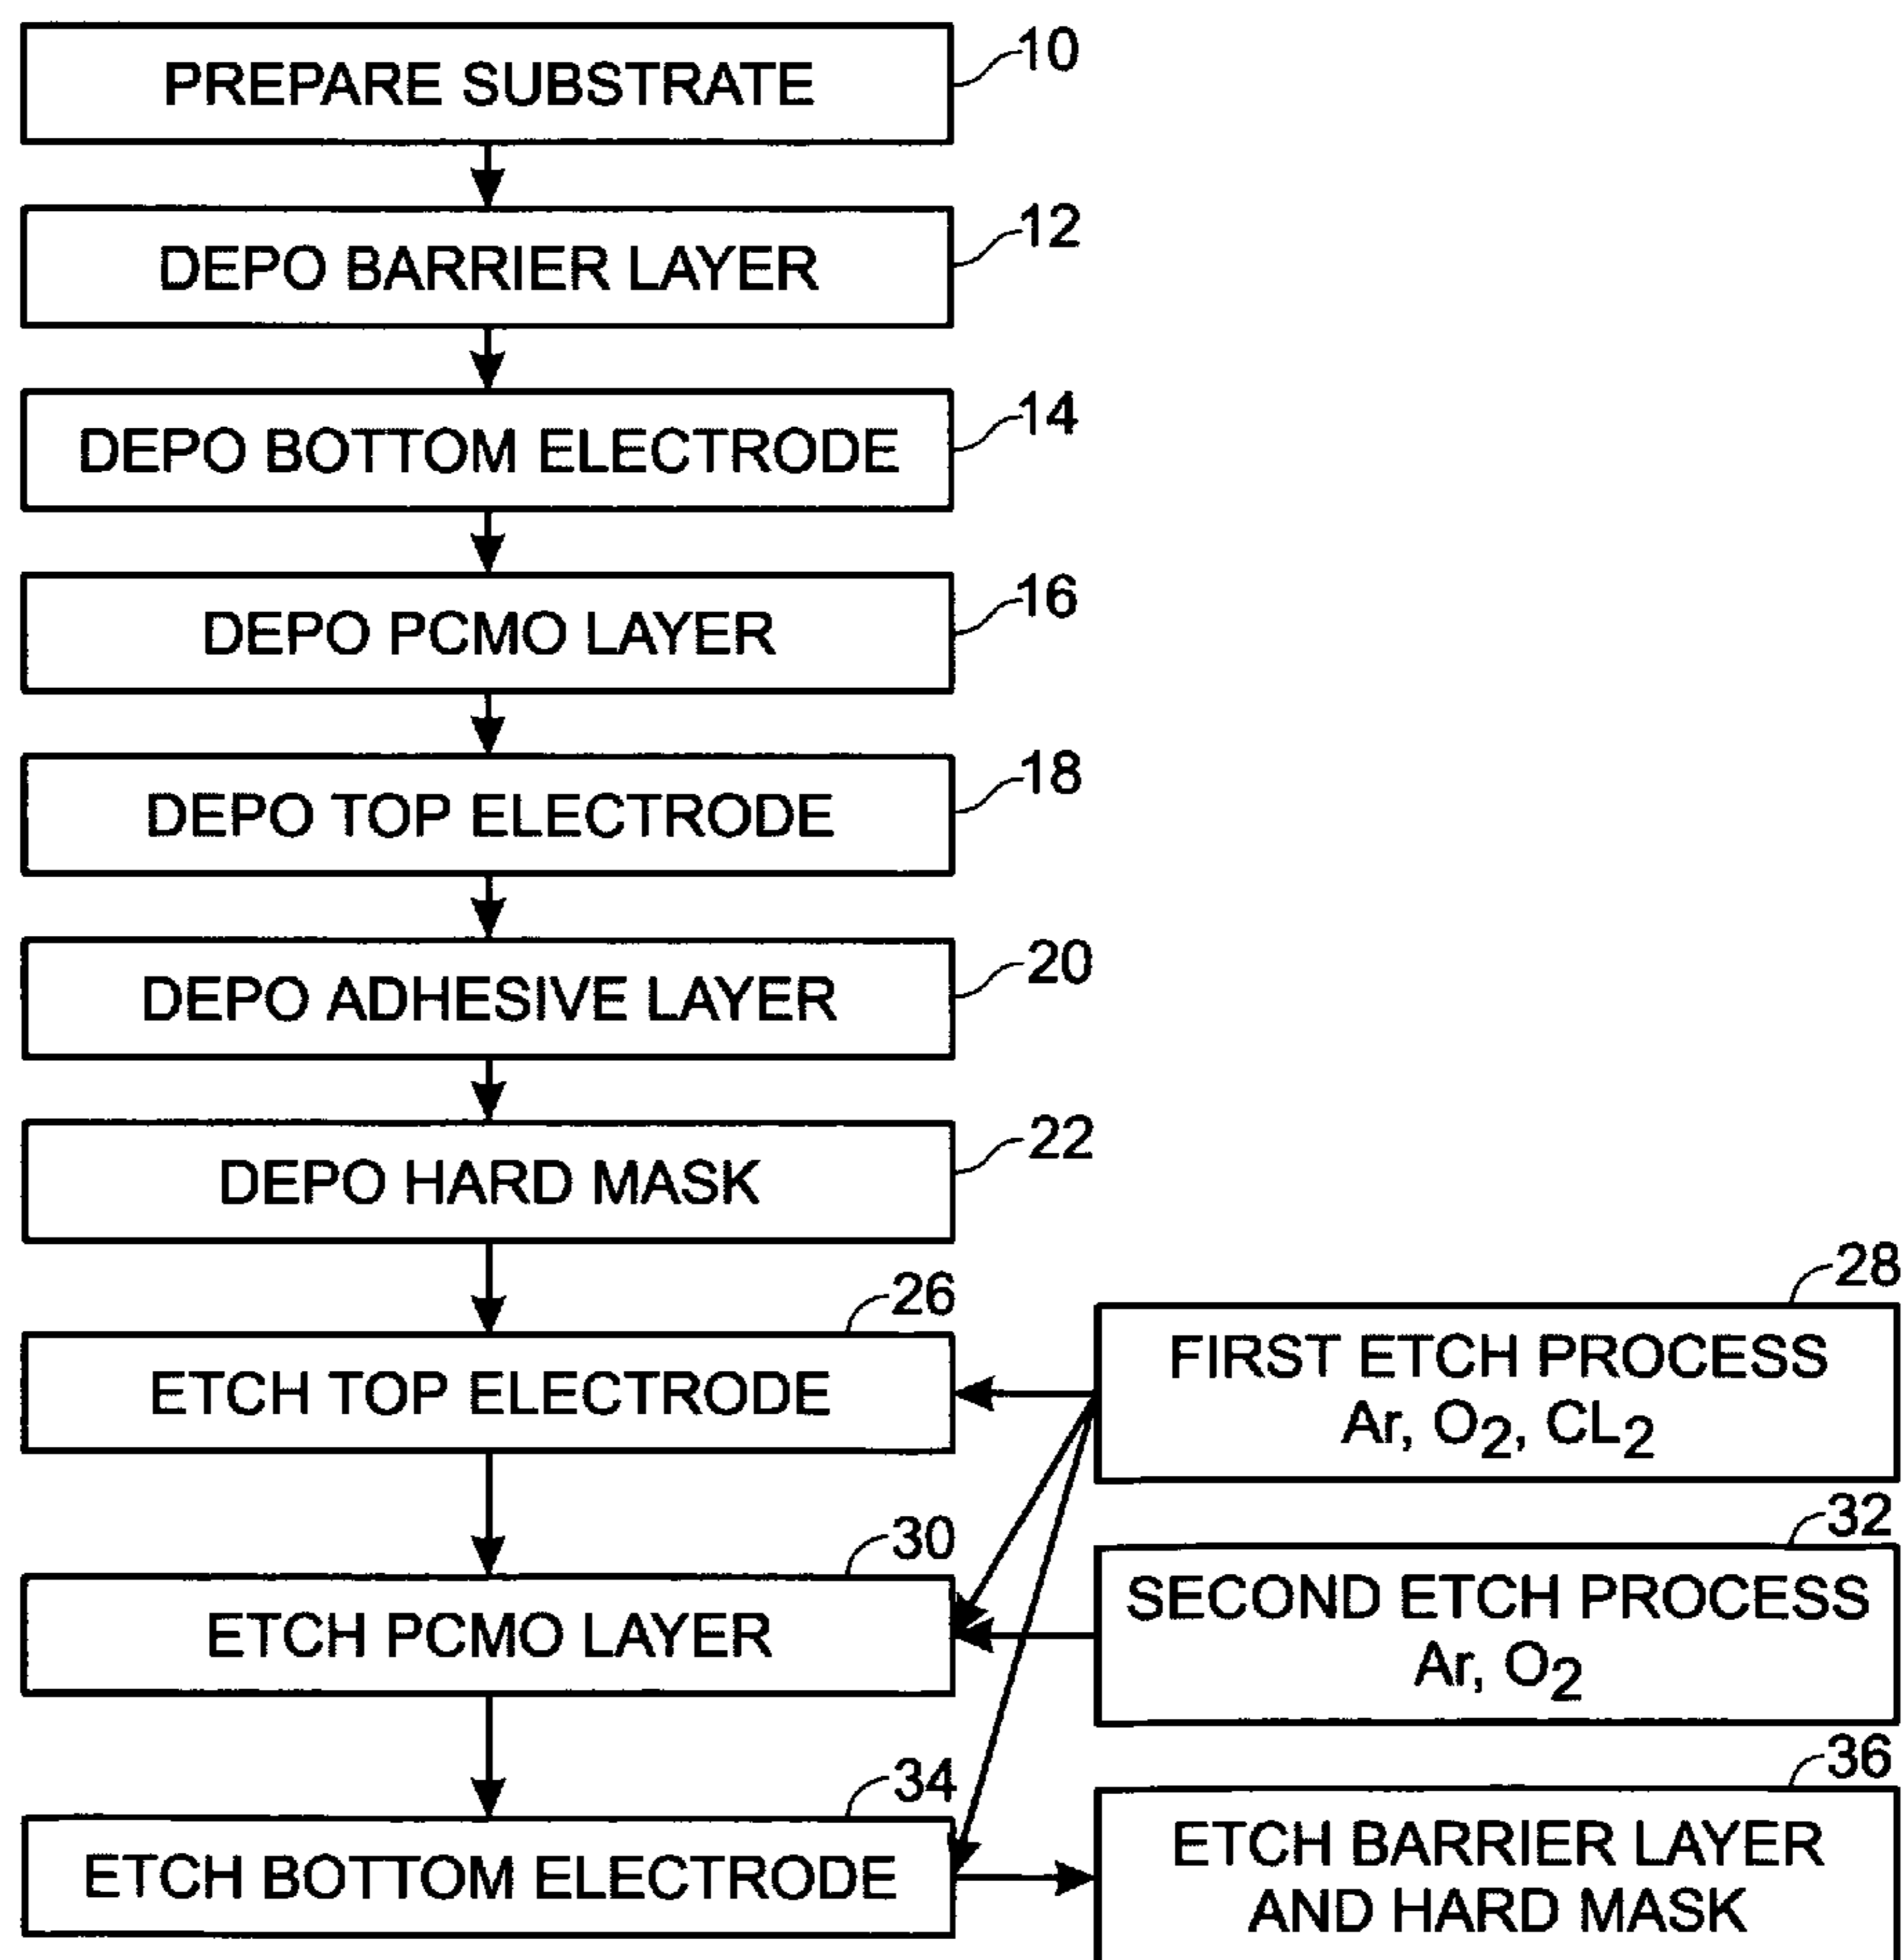 PREPARE SUBSTRATE
10
DEPO BARRIER LAYER
12
DEPO BOTTOM ELECTRODE
14
DEPO PCMO LAYER
16
DEPO TOP ELECTRODE
18
DEPO ADHESIVE LAYER
20
DEPO HARD MASK
22
26
ETCH TOP ELECTRODE
28
FIRST ETCH PROCESS
Ar, O2, CL2
30
ETCH PCMO LAYER
32
SECOND ETCH PROCESS
Ar, O2
34
ETCH BOTTOM ELECTRODE
36
ETCH BARRIER LAYER
AND HARD MASK